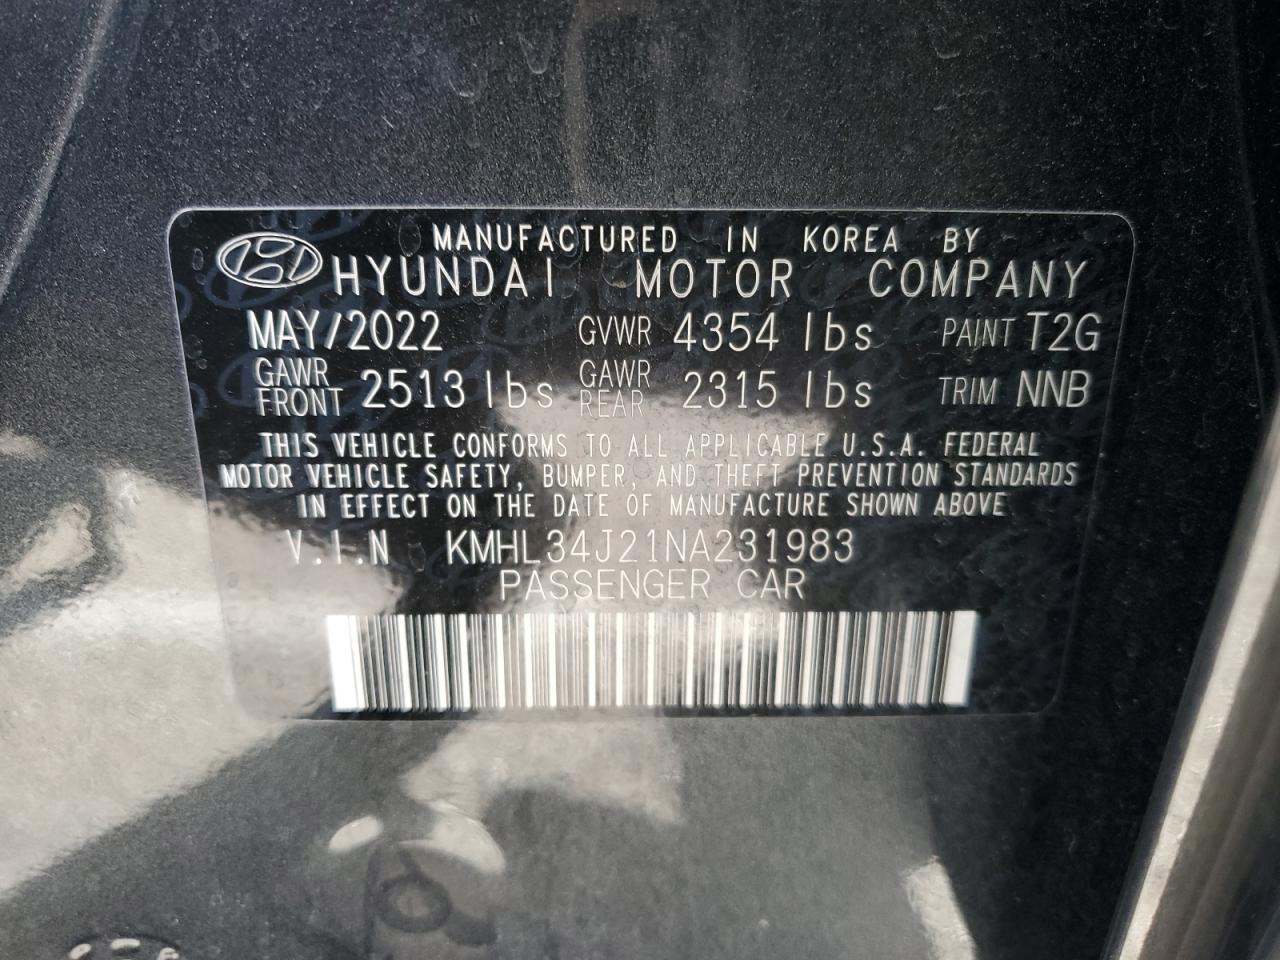 MANUFACTURED IN KOREA BY
HYUNDAI MOTOR COMPANY
MAY/2022 GVWR 4354 lbs PAINT T2G
GAWR FRONT 2513 lbs GAWR REAR 2315 lbs TRIM NNB
THIS VEHICLE CONFORMS TO ALL APPLICABLE U.S.A. FEDERAL
MOTOR VEHICLE SAFETY, BUMPER, AND THEFT PREVENTION STANDARDS
IN EFFECT ON THE DATE OF MANUFACTURE SHOWN ABOVE
V.I.N KMHL34J21NA231983
PASSENGER CAR